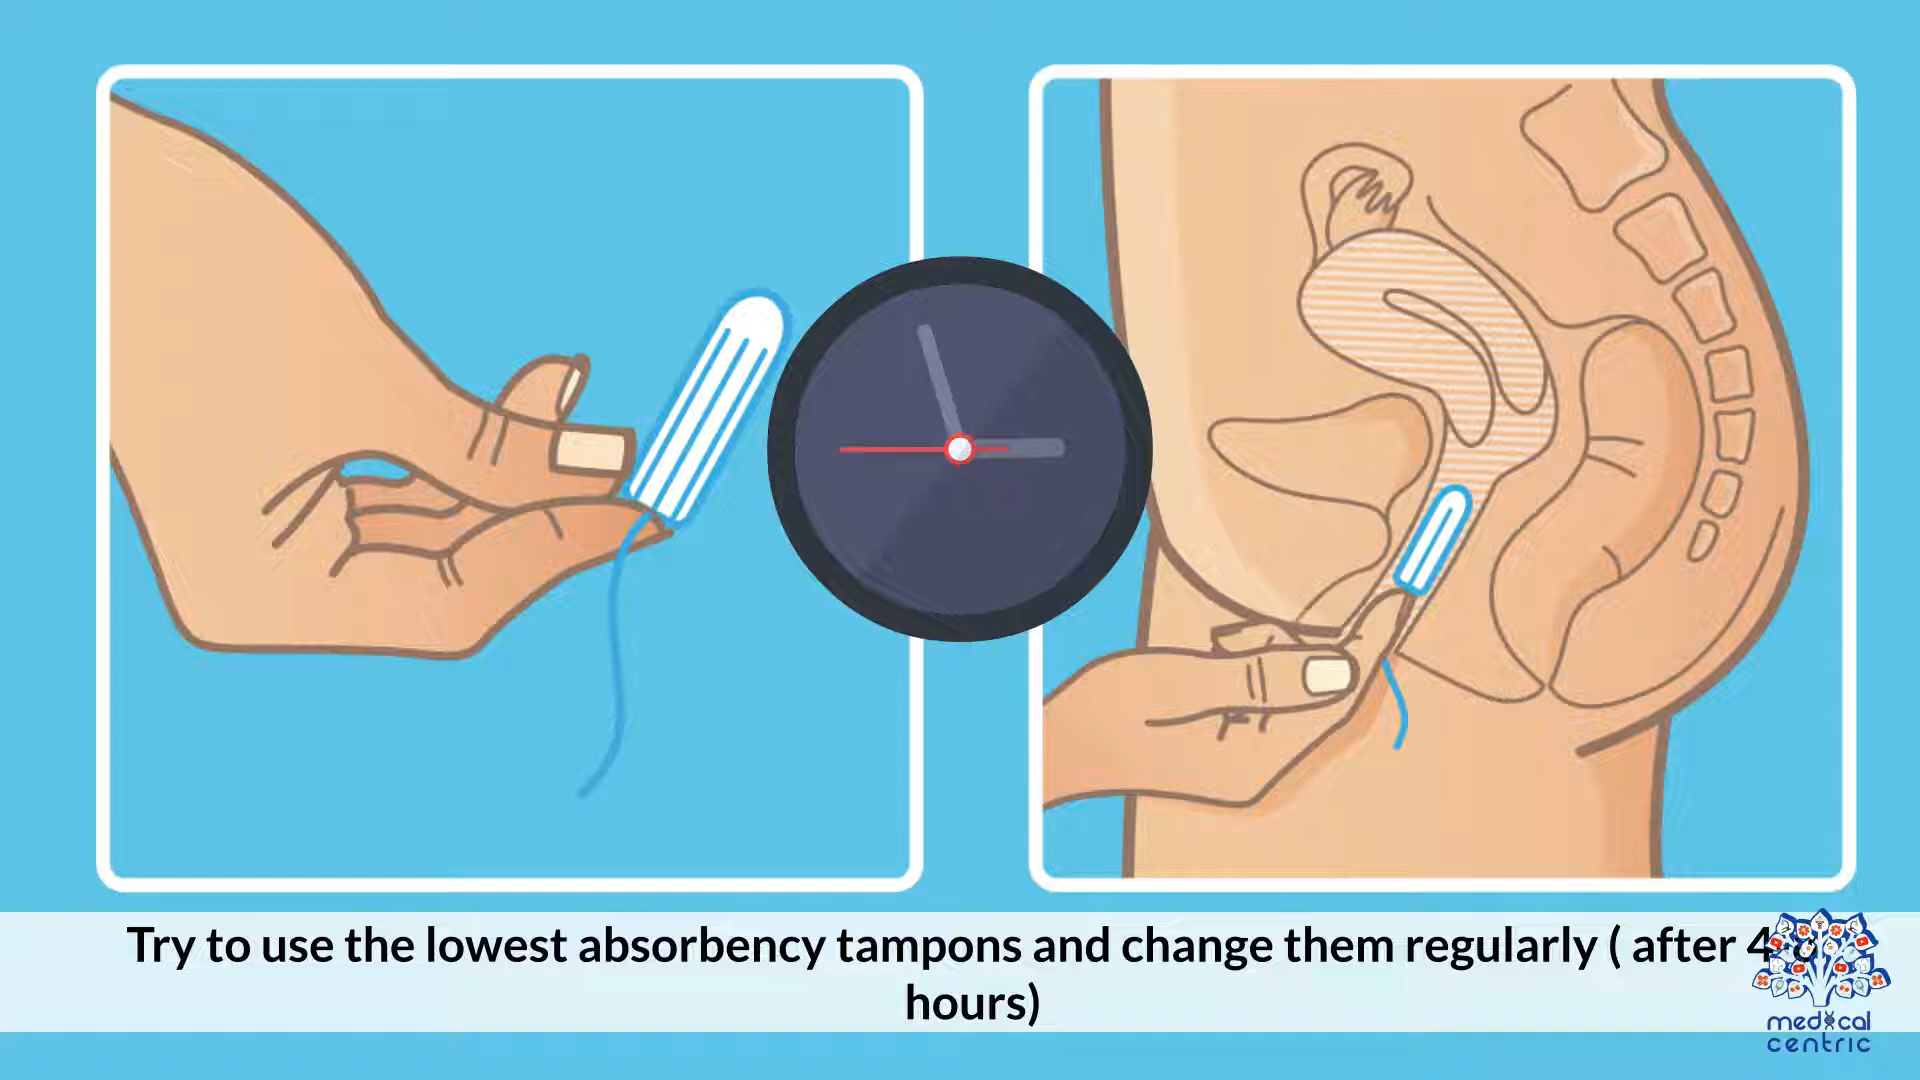 Try to use the lowest absorbency tampons and change them regularly ( after 4
hours)
medical
centric